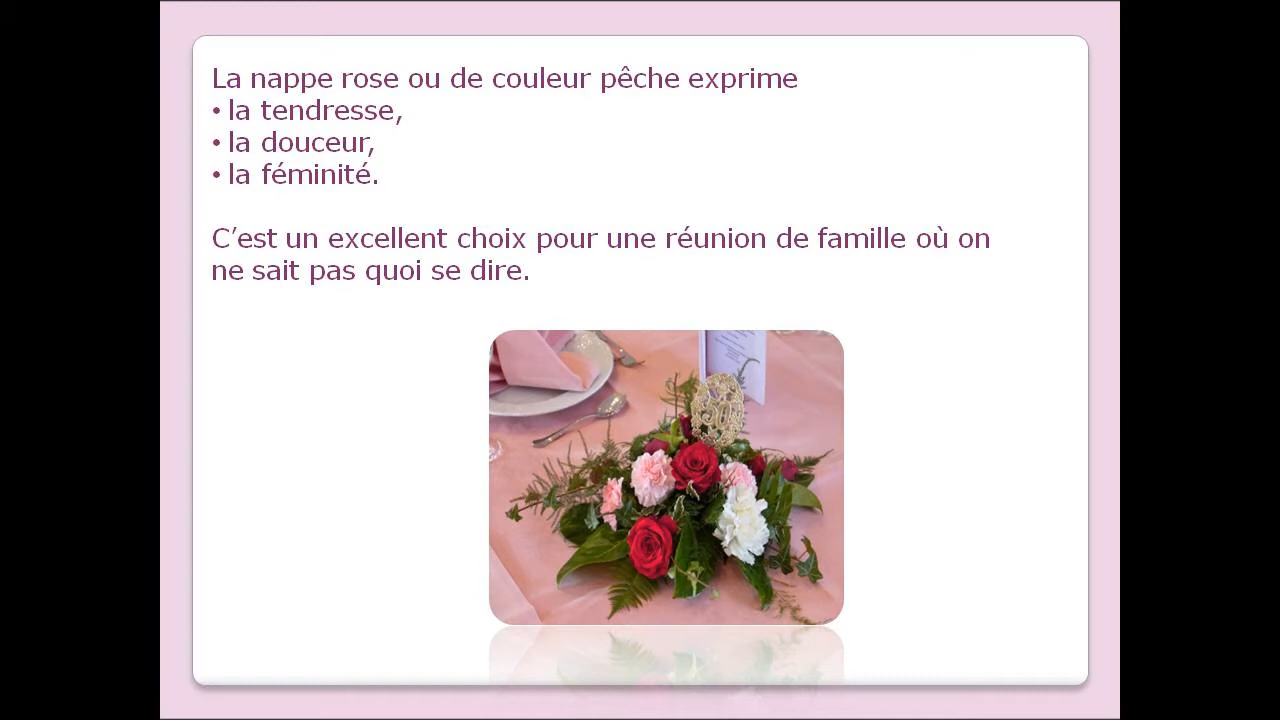 La nappe rose ou de couleur pêche exprime
• la tendresse,
• la douceur,
• la féminité.
C’est un excellent choix pour une réunion de famille où on
ne sait pas quoi se dire.
50